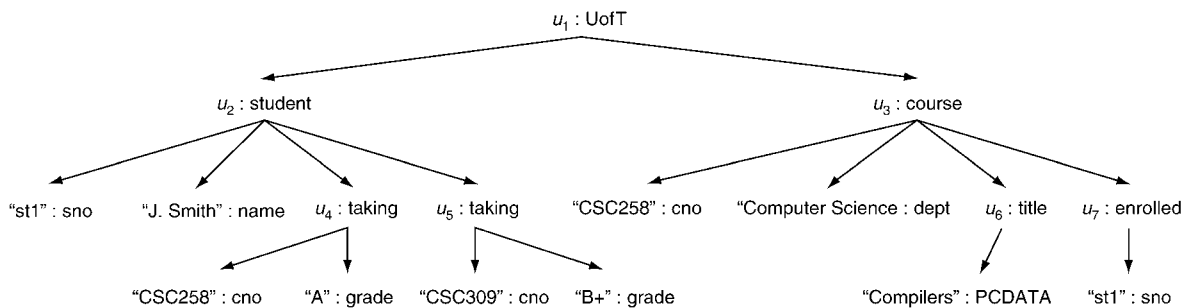 u1 : UofT
u2 : student
u3 : course
“st1” : sno
“J. Smith” : name
u4 : taking
u5 : taking
“CSC258” : cno
“Computer Science : dept
u6 : title
u7 : enrolled
“CSC258” : cno
“A” : grade
“CSC309” : cno
“B+” : grade
“Compilers” : PCDATA
“st1” : sno